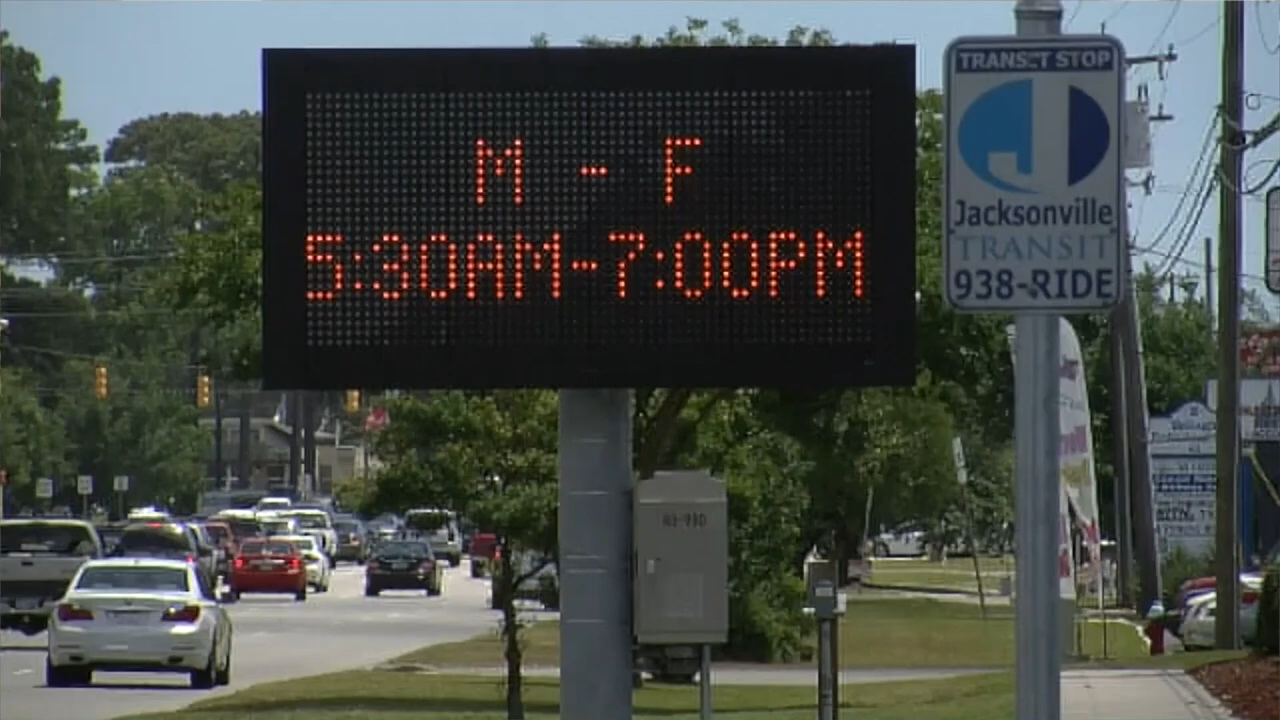 M - F
5:30AM-7:00PM
TRANSIT STOP
Jacksonville
TRANSIT
938-RIDE